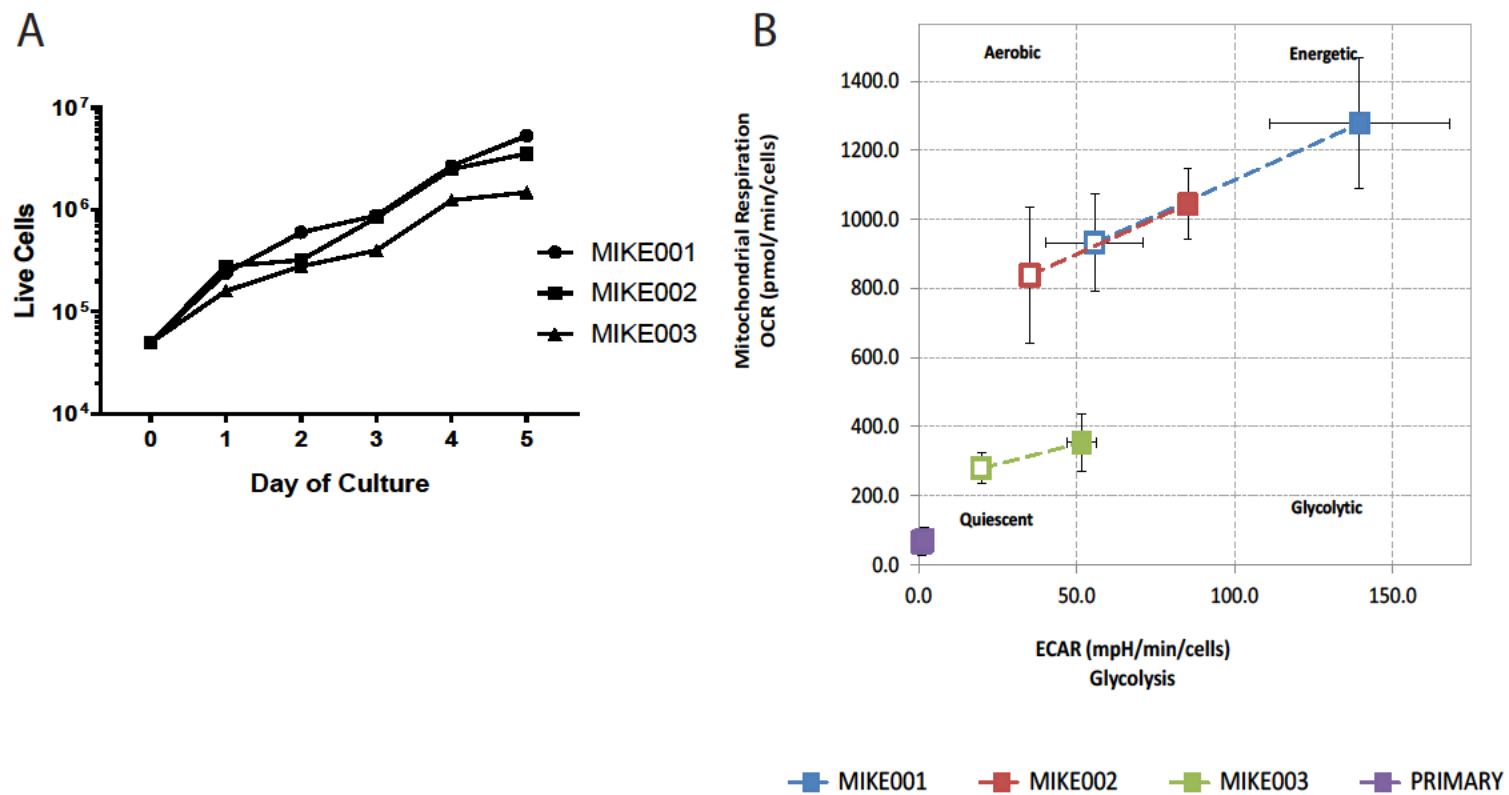 A
10⁷
10⁶
10⁵
10⁴
Live Cells
0 1 2 3 4 5
Day of Culture
MIKE001
MIKE002
MIKE003
B
Aerobic
Energetic
1400.0
1200.0
1000.0
800.0
600.0
400.0
200.0
0.0
Mitochondrial Respiration
OCR (pmol/min/cells)
Quiescent
Glycolytic
0.0 50.0 100.0 150.0
ECAR (mpH/min/cells)
Glycolysis
MIKE001 MIKE002 MIKE003 PRIMARY